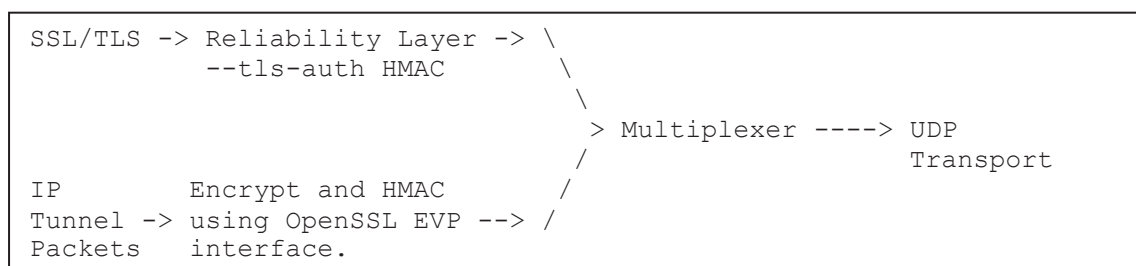 SSL/TLS -> Reliability Layer -> \
           --tls-auth HMAC       \
                                  \
                                   > Multiplexer ----> UDP
                                  /                    Transport
IP        Encrypt and HMAC       /
Tunnel -> using OpenSSL EVP --> /
Packets   interface.